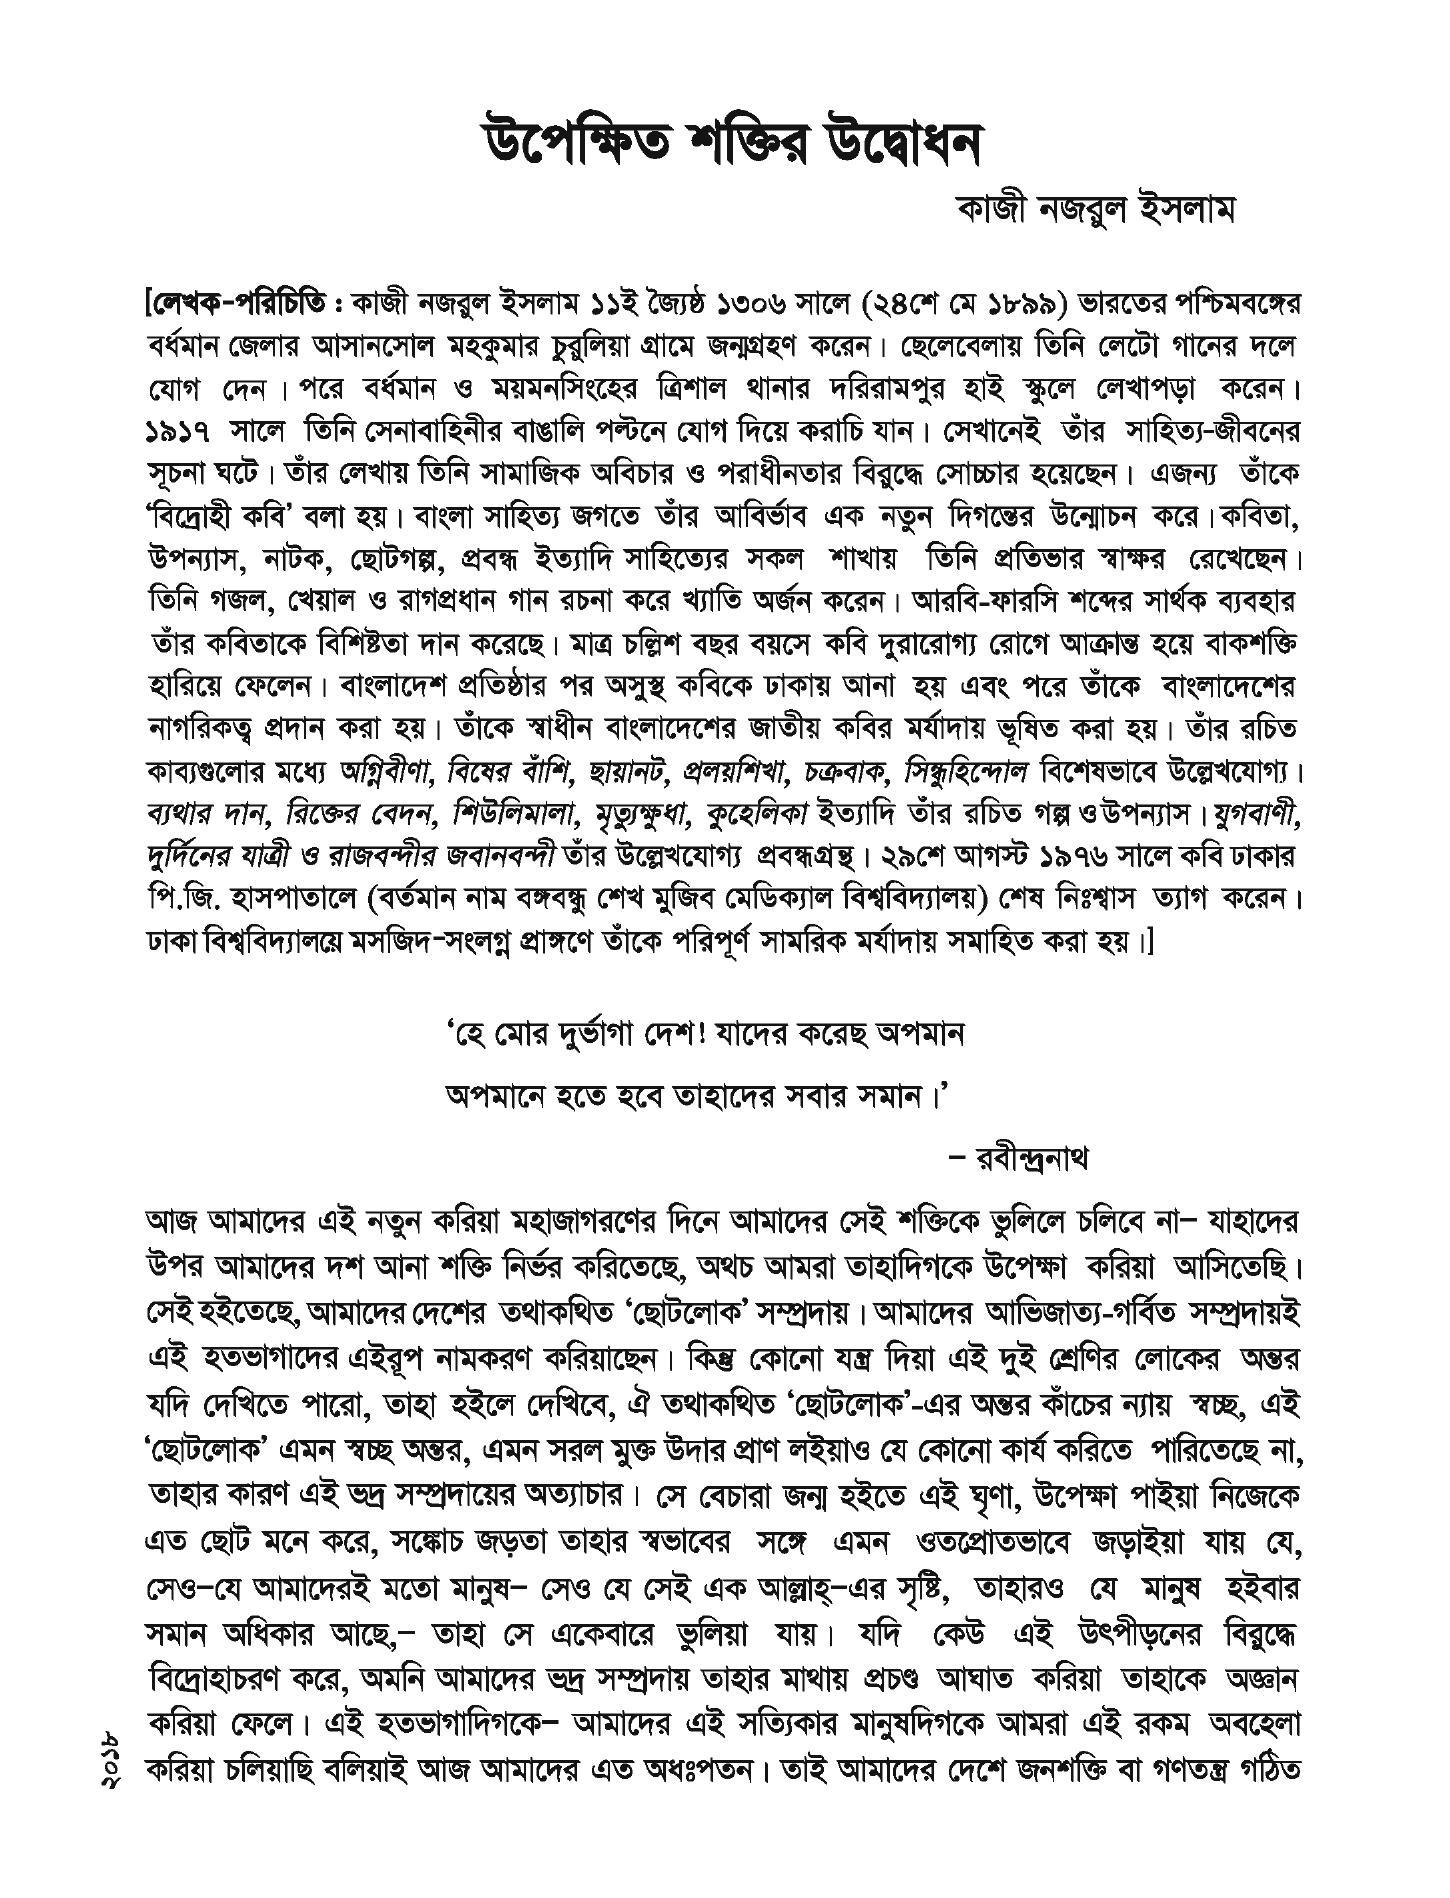 উপেক্ষিত শক্তির উদ্বোধন
কাজী নজরুল ইসলাম
[লেখক-পরিচিতি : কাজী নজরুল ইসলাম ১১ই জ্যৈষ্ঠ ১৩০৬ সালে (২৪শে মে ১৮৯৯) ভারতের পশ্চিমবঙ্গের
বর্ধমান জেলার আসানসোল মহকুমার চুরুলিয়া গ্রামে জন্মগ্রহণ করেন। ছেলেবেলায় তিনি লেটো গানের দলে
যোগ দেন। পরে বর্ধমান ও ময়মনসিংহের ত্রিশাল থানার দরিরামপুর হাই স্কুলে লেখাপড়া করেন।
১৯১৭ সালে তিনি সেনাবাহিনীর বাঙালি পল্টনে যোগ দিয়ে করাচি যান। সেখানেই তাঁর সাহিত্য-জীবনের
সূচনা ঘটে। তাঁর লেখায় তিনি সামাজিক অবিচার ও পরাধীনতার বিরুদ্ধে সোচ্চার হয়েছেন। এজন্য তাঁকে
‘বিদ্রোহী কবি’ বলা হয়। বাংলা সাহিত্য জগতে তাঁর আবির্ভাব এক নতুন দিগন্তের উন্মোচন করে। কবিতা,
উপন্যাস, নাটক, ছোটগল্প, প্রবন্ধ ইত্যাদি সাহিত্যের সকল শাখায় তিনি প্রতিভার স্বাক্ষর রেখেছেন।
তিনি গজল, খেয়াল ও রাগপ্রধান গান রচনা করে খ্যাতি অর্জন করেন। আরবি-ফারসি শব্দের সার্থক ব্যবহার
তাঁর কবিতাকে বিশিষ্টতা দান করেছে। মাত্র চল্লিশ বছর বয়সে কবি দুরারোগ্য রোগে আক্রান্ত হয়ে বাকশক্তি
হারিয়ে ফেলেন। বাংলাদেশ প্রতিষ্ঠার পর অসুস্থ কবিকে ঢাকায় আনা হয় এবং পরে তাঁকে বাংলাদেশের
নাগরিকত্ব প্রদান করা হয়। তাঁকে স্বাধীন বাংলাদেশের জাতীয় কবির মর্যাদায় ভূষিত করা হয়। তাঁর রচিত
কাব্যগুলোর মধ্যে অগ্নিবীণা, বিষের বাঁশি, ছায়ানট, প্রলয়শিখা, চক্রবাক, সিন্ধুহিন্দোল বিশেষভাবে উল্লেখযোগ্য।
ব্যথার দান, রিক্তের বেদন, শিউলিমালা, মৃত্যুক্ষুধা, কুহেলিকা ইত্যাদি তাঁর রচিত গল্প ও উপন্যাস। যুগবাণী,
দুর্দিনের যাত্রী ও রাজবন্দীর জবানবন্দী তাঁর উল্লেখযোগ্য প্রবন্ধগ্রন্থ। ২৯শে আগস্ট ১৯৭৬ সালে কবি ঢাকার
পি.জি. হাসপাতালে (বর্তমান নাম বঙ্গবন্ধু শেখ মুজিব মেডিক্যাল বিশ্ববিদ্যালয়) শেষ নিঃশ্বাস ত্যাগ করেন।
ঢাকা বিশ্ববিদ্যালয়ে মসজিদ-সংলগ্ন প্রাঙ্গণে তাঁকে পরিপূর্ণ সামরিক মর্যাদায় সমাহিত করা হয়।]
‘হে মোর দুর্ভাগা দেশ! যাদের করেছ অপমান
অপমানে হতে হবে তাহাদের সবার সমান।’
– রবীন্দ্রনাথ
আজ আমাদের এই নতুন করিয়া মহাজাগরণের দিনে আমাদের সেই শক্তিকে ভুলিলে চলিবে না– যাহাদের
উপর আমাদের দশ আনা শক্তি নির্ভর করিতেছে, অথচ আমরা তাহাদিগকে উপেক্ষা করিয়া আসিতেছি।
সেই হইতেছে, আমাদের দেশের তথাকথিত ‘ছোটলোক’ সম্প্রদায়। আমাদের আভিজাত্য-গর্বিত সম্প্রদায়ই
এই হতভাগাদের এইরূপ নামকরণ করিয়াছেন। কিন্তু কোনো যন্ত্র দিয়া এই দুই শ্রেণির লোকের অন্তর
যদি দেখিতে পারো, তাহা হইলে দেখিবে, ঐ তথাকথিত ‘ছোটলোক’-এর অন্তর কাঁচের ন্যায় স্বচ্ছ, এই
‘ছোটলোক’ এমন স্বচ্ছ অন্তর, এমন সরল মুক্ত উদার প্রাণ লইয়াও যে কোনো কার্য করিতে পারিতেছে না,
তাহার কারণ এই ভদ্র সম্প্রদায়ের অত্যাচার। সে বেচারা জন্ম হইতে এই ঘৃণা, উপেক্ষা পাইয়া নিজেকে
এত ছোট মনে করে, সঙ্কোচ জড়তা তাহার স্বভাবের সঙ্গে এমন ওতপ্রোতভাবে জড়াইয়া যায় যে,
সেও–যে আমাদেরই মতো মানুষ– সেও যে সেই এক আল্লাহ্–এর সৃষ্টি, তাহারও যে মানুষ হইবার
সমান অধিকার আছে,– তাহা সে একেবারে ভুলিয়া যায়। যদি কেউ এই উৎপীড়নের বিরুদ্ধে
বিদ্রোহাচরণ করে, অমনি আমাদের ভদ্র সম্প্রদায় তাহার মাথায় প্রচণ্ড আঘাত করিয়া তাহাকে অজ্ঞান
করিয়া ফেলে। এই হতভাগাদিগকে– আমাদের এই সত্যিকার মানুষদিগকে আমরা এই রকম অবহেলা
করিয়া চলিয়াছি বলিয়াই আজ আমাদের এত অধঃপতন। তাই আমাদের দেশে জনশক্তি বা গণতন্ত্র গঠিত
২০১৮